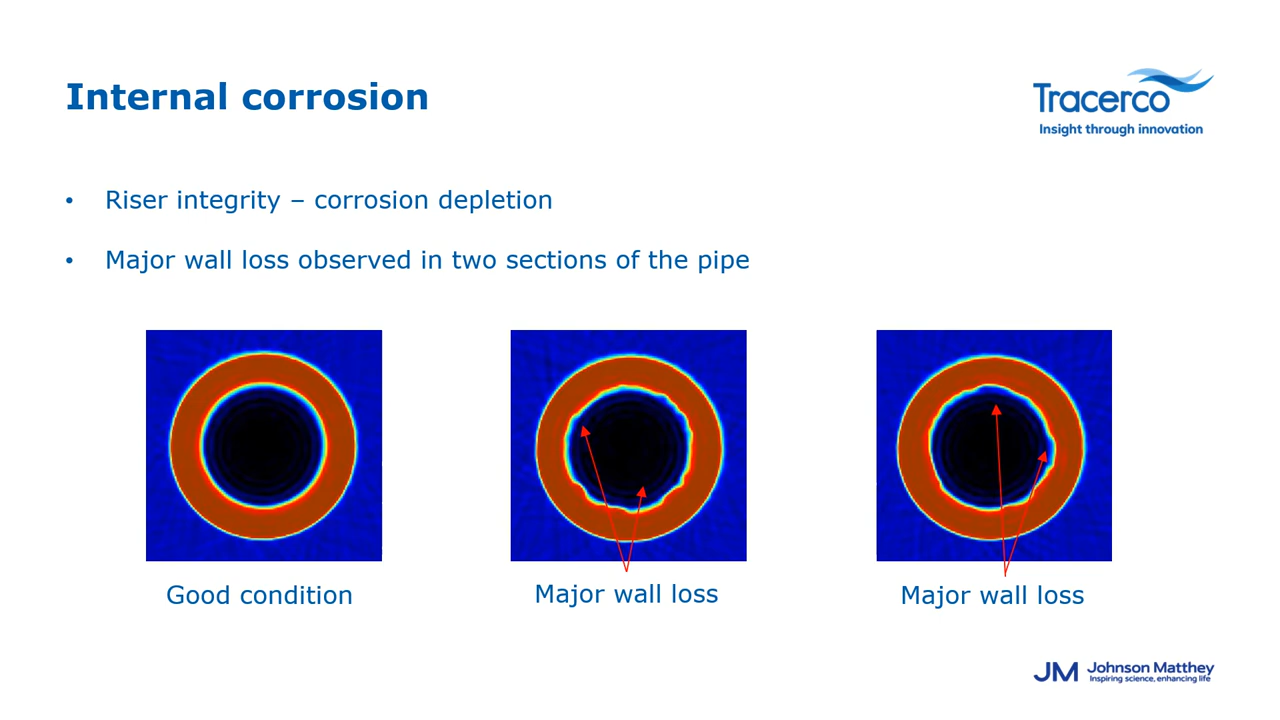 Internal corrosion
Tracerco
Insight through innovation
• Riser integrity – corrosion depletion
• Major wall loss observed in two sections of the pipe
Good condition
Major wall loss
Major wall loss
JM Johnson Matthey
Inspiring science, enhancing life